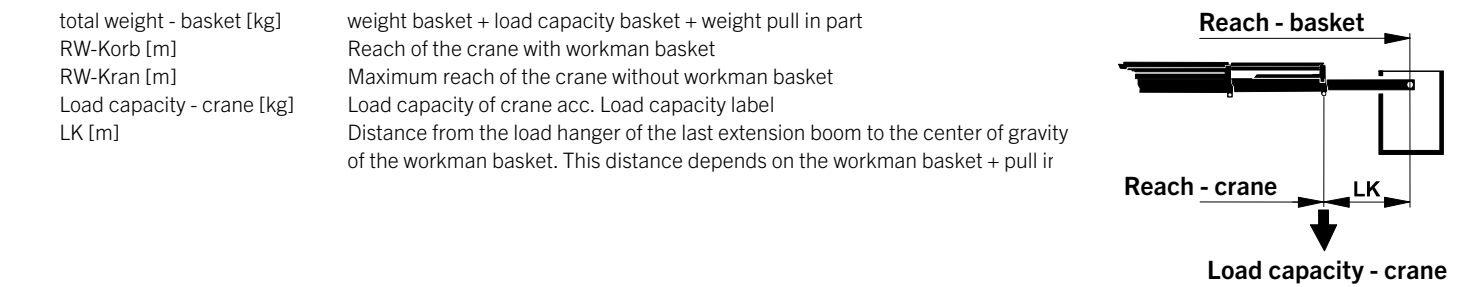 total weight - basket [kg] weight basket + load capacity basket + weight pull in part
RW-Korb [m] Reach of the crane with workman basket
RW-Kran [m] Maximum reach of the crane without workman basket
Load capacity - crane [kg] Load capacity of crane acc. Load capacity label
LK [m] Distance from the load hanger of the last extension boom to the center of gravity
of the workman basket. This distance depends on the workman basket + pull
Reach - basket
Reach - crane LK
Load capacity - crane